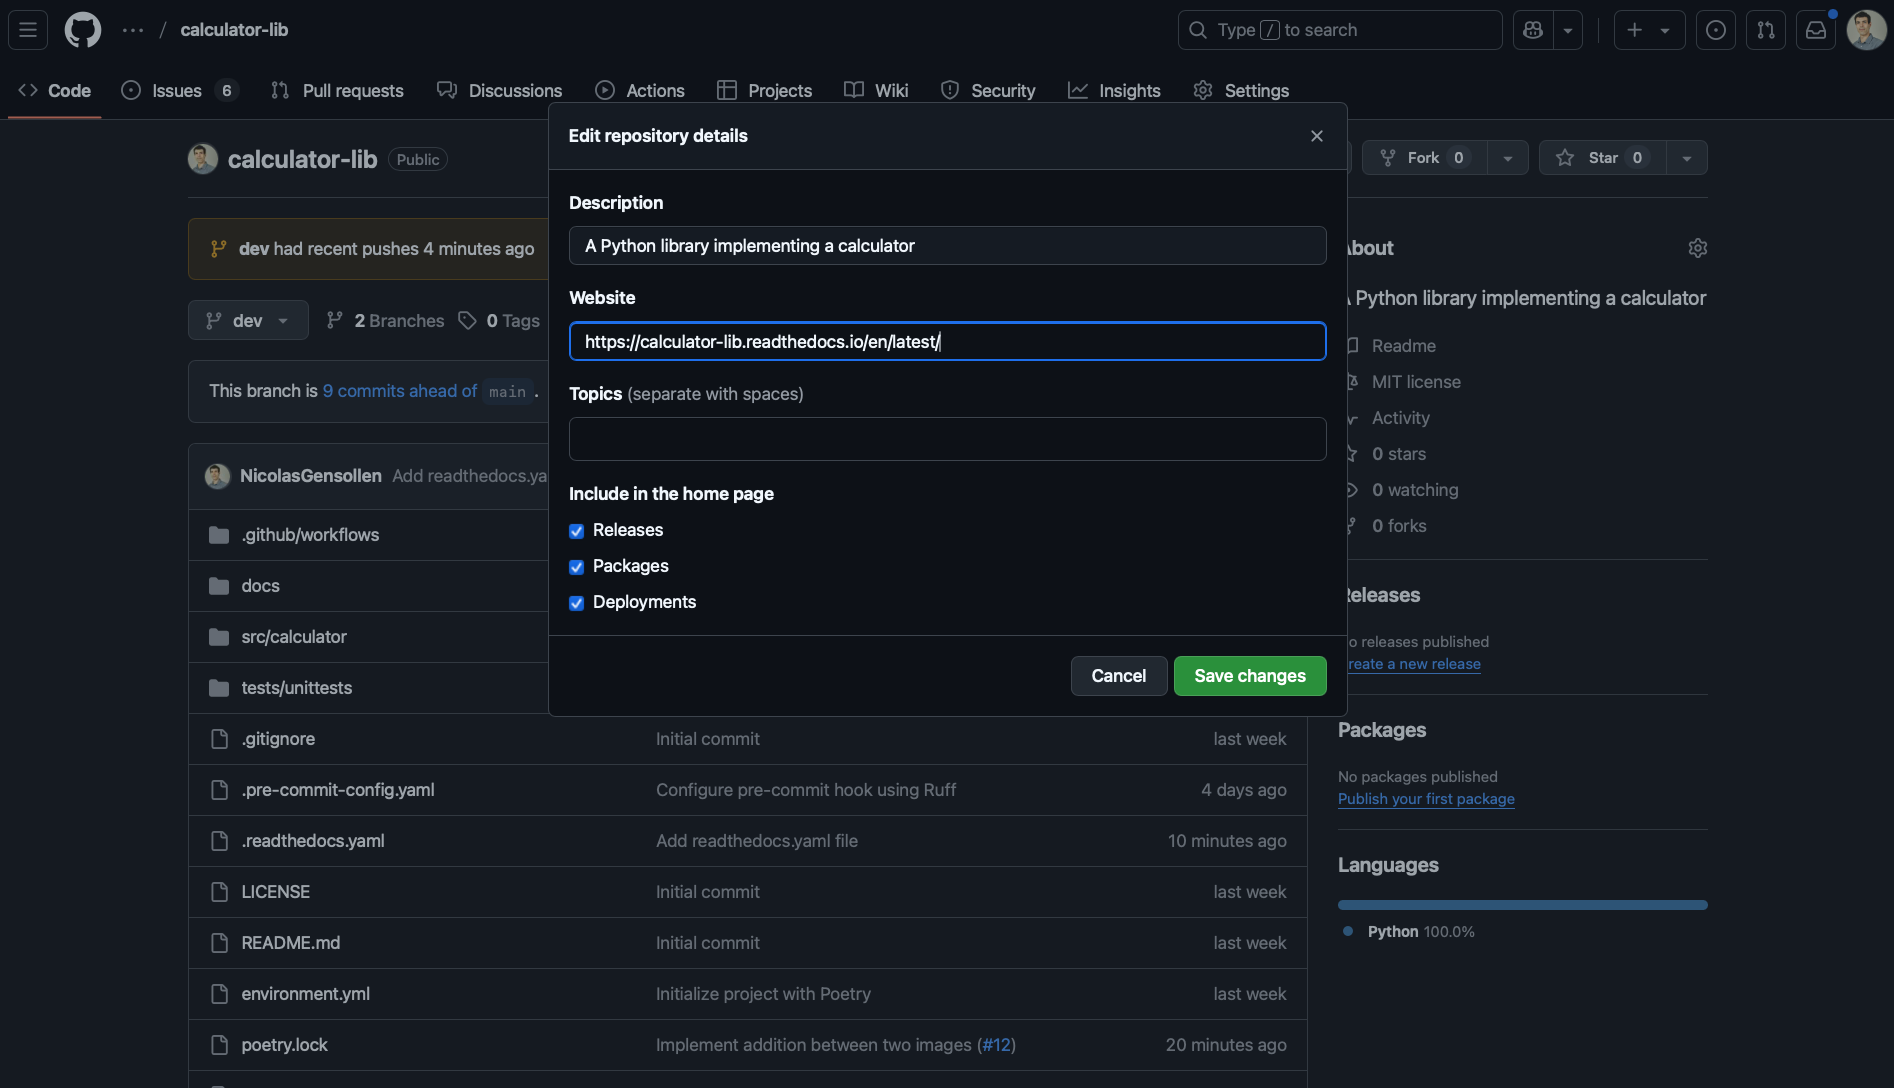 ··· / calculator-lib
Type / to search
Code
Issues 6
Pull requests
Discussions
Actions
Projects
Wiki
Security
Insights
Settings
calculator-lib Public
Fork 0
Star 0
dev had recent pushes 4 minutes ago
dev
2 Branches
0 Tags
This branch is 9 commits ahead of main .
NicolasGensollen Add readthedocs.ya
.github/workflows
docs
src/calculator
tests/unittests
.gitignore Initial commit last week
.pre-commit-config.yaml Configure pre-commit hook using Ruff 4 days ago
.readthedocs.yaml Add readthedocs.yaml file 10 minutes ago
LICENSE Initial commit last week
README.md Initial commit last week
environment.yml Initialize project with Poetry last week
poetry.lock Implement addition between two images (#12) 20 minutes ago
Edit repository details
Description
A Python library implementing a calculator
Website
https://calculator-lib.readthedocs.io/en/latest/
Topics (separate with spaces)
Include in the home page
Releases
Packages
Deployments
Cancel
Save changes
About
A Python library implementing a calculator
Readme
MIT license
Activity
0 stars
0 watching
0 forks
Releases
No releases published
Create a new release
Packages
No packages published
Publish your first package
Languages
Python 100.0%